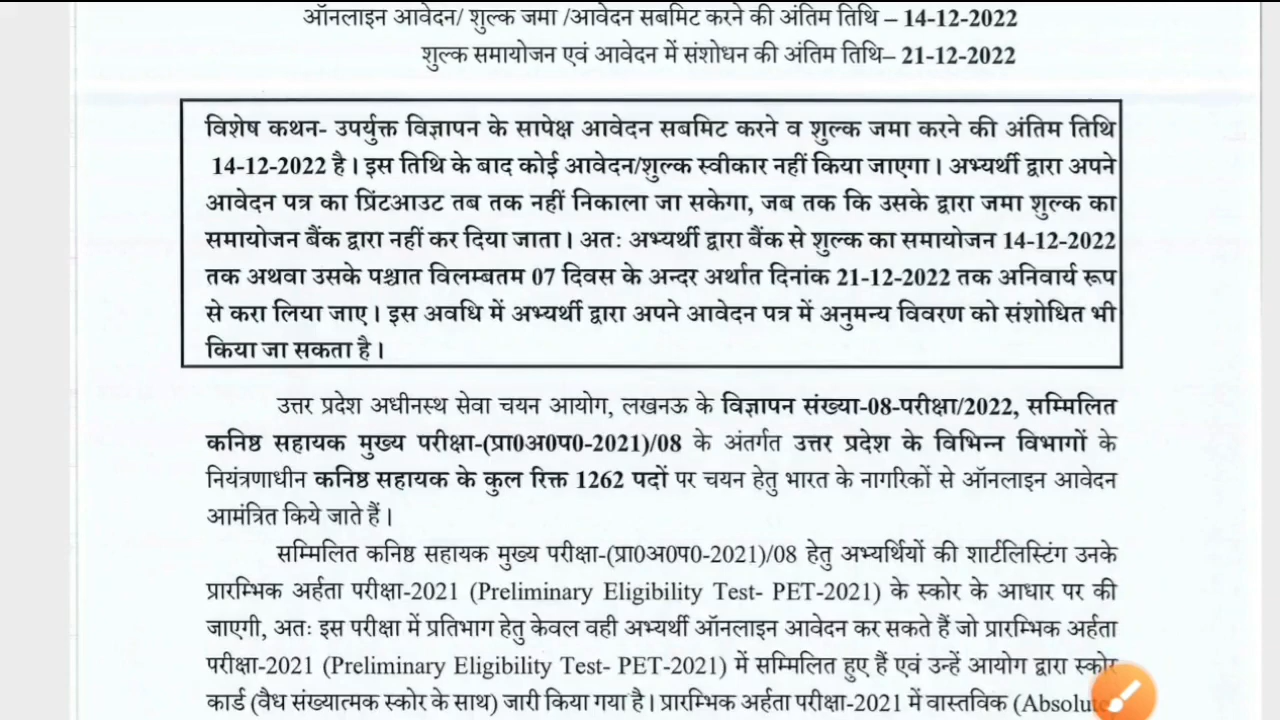 ऑनलाइन आवेदन/ शुल्क जमा /आवेदन सबमिट करने की अंतिम तिथि – 14-12-2022
शुल्क समायोजन एवं आवेदन में संशोधन की अंतिम तिथि– 21-12-2022
विशेष कथन- उपर्युक्त विज्ञापन के सापेक्ष आवेदन सबमिट करने व शुल्क जमा करने की अंतिम तिथि
14-12-2022 है। इस तिथि के बाद कोई आवेदन/शुल्क स्वीकार नहीं किया जाएगा। अभ्यर्थी द्वारा अपने
आवेदन पत्र का प्रिंटआउट तब तक नहीं निकाला जा सकेगा, जब तक कि उसके द्वारा जमा शुल्क का
समायोजन बैंक द्वारा नहीं कर दिया जाता। अतः अभ्यर्थी द्वारा बैंक से शुल्क का समायोजन 14-12-2022
तक अथवा उसके पश्चात विलम्बतम 07 दिवस के अन्दर अर्थात दिनांक 21-12-2022 तक अनिवार्य रूप
से करा लिया जाए। इस अवधि में अभ्यर्थी द्वारा अपने आवेदन पत्र में अनुमन्य विवरण को संशोधित भी
किया जा सकता है।
उत्तर प्रदेश अधीनस्थ सेवा चयन आयोग, लखनऊ के विज्ञापन संख्या-08-परीक्षा/2022, सम्मिलित
कनिष्ठ सहायक मुख्य परीक्षा-(प्रा0अ0प0-2021)/08 के अंतर्गत उत्तर प्रदेश के विभिन्न विभागों के
नियंत्रणाधीन कनिष्ठ सहायक के कुल रिक्त 1262 पदों पर चयन हेतु भारत के नागरिकों से ऑनलाइन आवेदन
आमंत्रित किये जाते हैं।
सम्मिलित कनिष्ठ सहायक मुख्य परीक्षा-(प्रा0अ0प0-2021)/08 हेतु अभ्यर्थियों की शार्टलिस्टिंग उनके
प्रारम्भिक अर्हता परीक्षा-2021 (Preliminary Eligibility Test- PET-2021) के स्कोर के आधार पर की
जाएगी, अतः इस परीक्षा में प्रतिभाग हेतु केवल वही अभ्यर्थी ऑनलाइन आवेदन कर सकते हैं जो प्रारम्भिक अर्हता
परीक्षा-2021 (Preliminary Eligibility Test- PET-2021) में सम्मिलित हुए हैं एवं उन्हें आयोग द्वारा स्कोर
कार्ड (वैध संख्यात्मक स्कोर के साथ) जारी किया गया है। प्रारम्भिक अर्हता परीक्षा-2021 में वास्तविक (Absolute